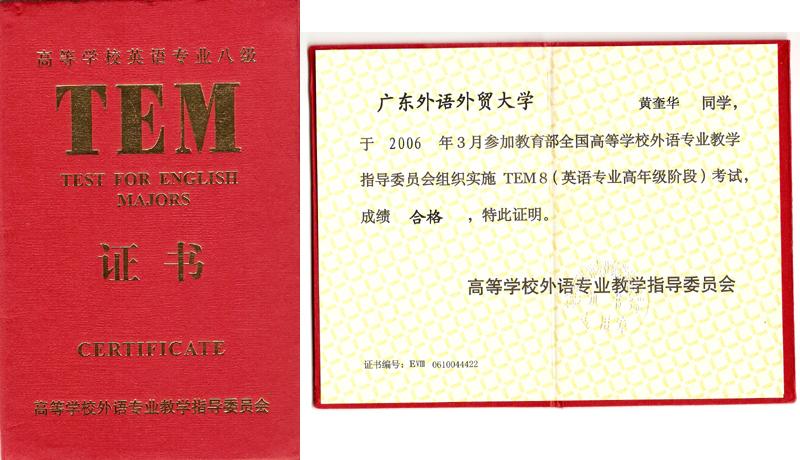 高等学校英语专业八级
TEM
TEST FOR ENGLISH
MAJORS
证书
CERTIFICATE
高等学校外语专业教学指导委员会
广东外语外贸大学 黄奎华 同学，
于 2006 年3月参加教育部全国高等学校外语专业教学
指导委员会组织实施 TEM8（英语专业高年级阶段）考试，
成绩 合格 ，特此证明。
高等学校外语专业教学指导委员会
证书编号：EⅧ 0610044422